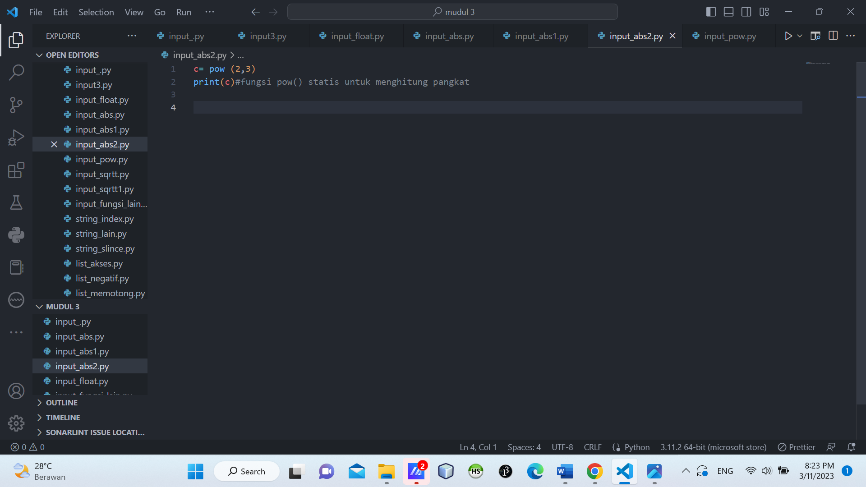 File Edit Selection View Go Run ··· mudul 3
EXPLORER ···
input_.py input3.py input_float.py input_abs.py input_abs1.py input_abs2.py input_pow.py
OPEN EDITORS
input_.py
input3.py
input_float.py
input_abs.py
input_abs1.py
input_abs2.py
input_pow.py
input_sqrtt.py
input_sqrtt1.py
input_fungsi_lain...
string_index.py
string_lain.py
string_slince.py
list_akses.py
list_negatif.py
list_memotong.py
MUDUL 3
input_.py
input_abs.py
input_abs1.py
input_abs2.py
input_float.py
OUTLINE
TIMELINE
SONARLINT ISSUE LOCATI...
input_abs2.py > ...
1 c= pow (2,3)
2 print(c)#fungsi pow() statis untuk menghitung pangkat
3
4
0 0 Ln 4, Col 1 Spaces: 4 UTF-8 CRLF Python 3.11.2 64-bit (microsoft store) Prettier
28°C
Berawan
Search
2
ENG
8:23 PM
3/11/2023
1